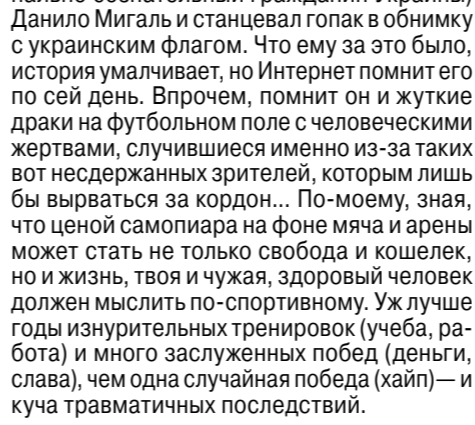 Данило Мигаль и станцевал гопак в обнимку
с украинским флагом. Что ему за это было,
история умалчивает, но Интернет помнит его
по сей день. Впрочем, помнит он и жуткие
драки на футбольном поле с человеческими
жертвами, случившиеся именно из-за таких
вот несдержанных зрителей, которым лишь
бы вырваться за кордон... По-моему, зная,
что ценой самопиара на фоне мяча и арены
может стать не только свобода и кошелек,
но и жизнь, твоя и чужая, здоровый человек
должен мыслить по-спортивному. Уж лучше
годы изнурительных тренировок (учеба, ра-
бота) и много заслуженных побед (деньги,
слава), чем одна случайная победа (хайп)— и
куча травматичных последствий.